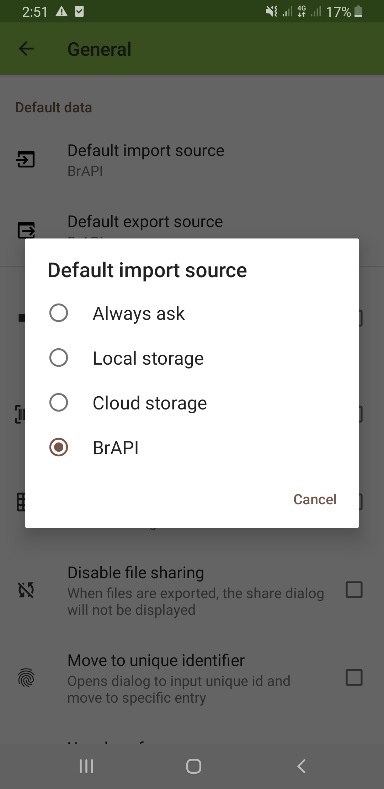 2:51
4G
17%
General
Default data
Default import source
BrAPI
Default export source
Default import source
Always ask
Local storage
Cloud storage
BrAPI
Cancel
Disable file sharing
When files are exported, the share dialog
will not be displayed
Move to unique identifier
Opens dialog to input unique id and
move to specific entry